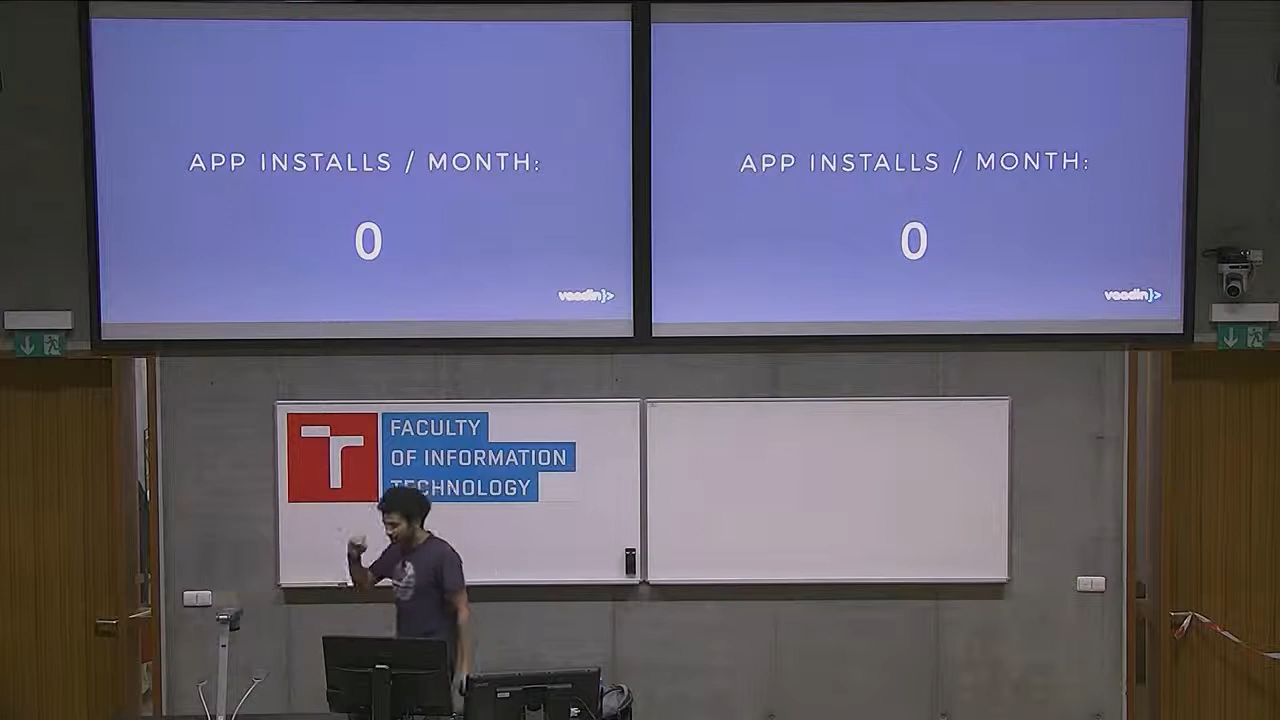 APP INSTALLS / MONTH:
0
vaadin}>
APP INSTALLS / MONTH:
0
vaadin}>
FACULTY
OF INFORMATION
TECHNOLOGY